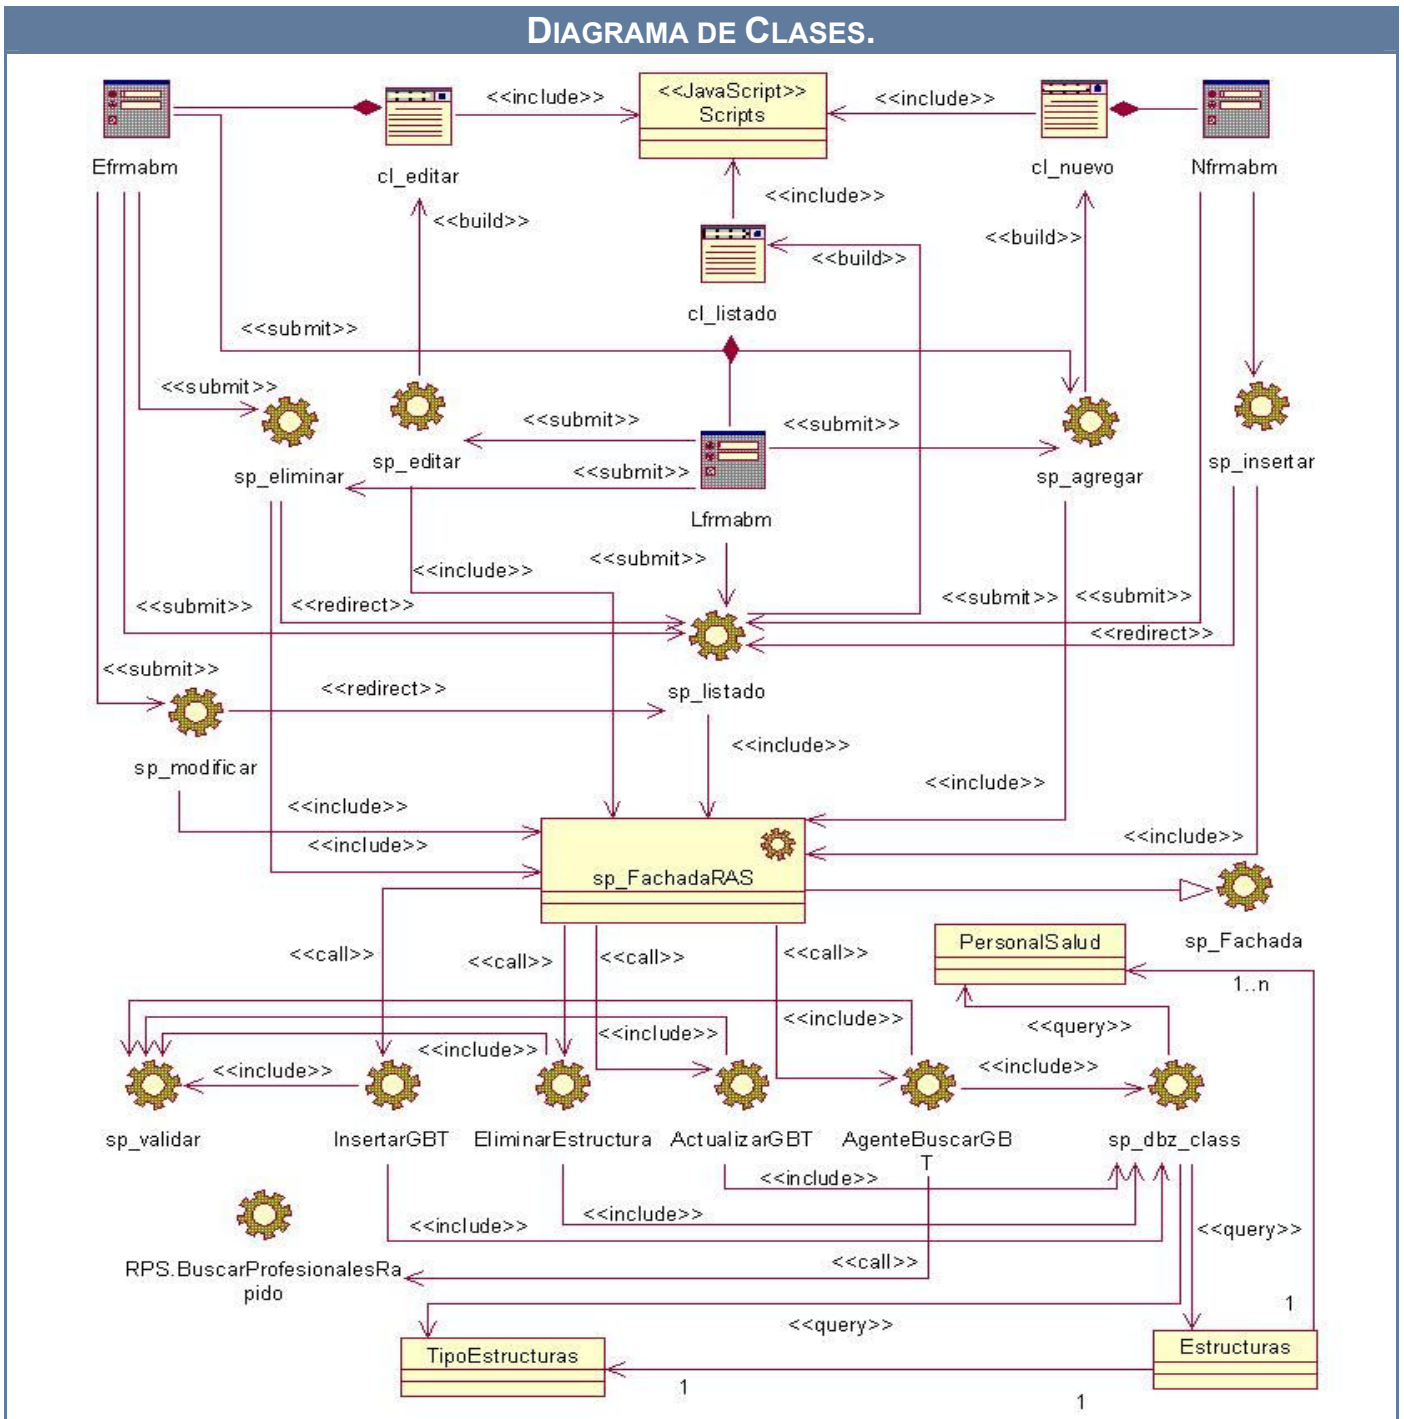 DIAGRAMA DE CLASES.
<<JavaScript>>
Scripts
<<include>>
<<include>>
Efrmabm
cl_editar
cl_nuevo
Nfrmabm
<<include>>
<<build>>
<<build>>
<<build>>
cl_listado
<<submit>>
<<submit>>
<<submit>>
<<submit>>
sp_eliminar
sp_editar
<<submit>>
sp_agregar
sp_insertar
Lfrmabm
<<submit>>
<<include>>
<<submit>>
<<redirect>>
<<submit>>
<<submit>>
<<redirect>>
<<submit>>
<<redirect>>
sp_listado
<<include>>
sp_modificar
<<include>>
<<include>>
<<include>>
<<include>>
sp_FachadaRAS
sp_Fachada
<<call>>
<<call>>
<<call>>
<<call>>
PersonalSalud
1..n
<<include>>
<<query>>
<<include>>
<<include>>
<<include>>
<<include>>
sp_validar
InsertarGBT
EliminarEstructura
ActualizarGBT
AgenteBuscarGB
T
sp_dbz_class
<<include>>
<<include>>
<<include>>
<<query>>
<<call>>
RPS.BuscarProfesionalesRa
pido
1
<<query>>
TipoEstructuras
Estructuras
1
1